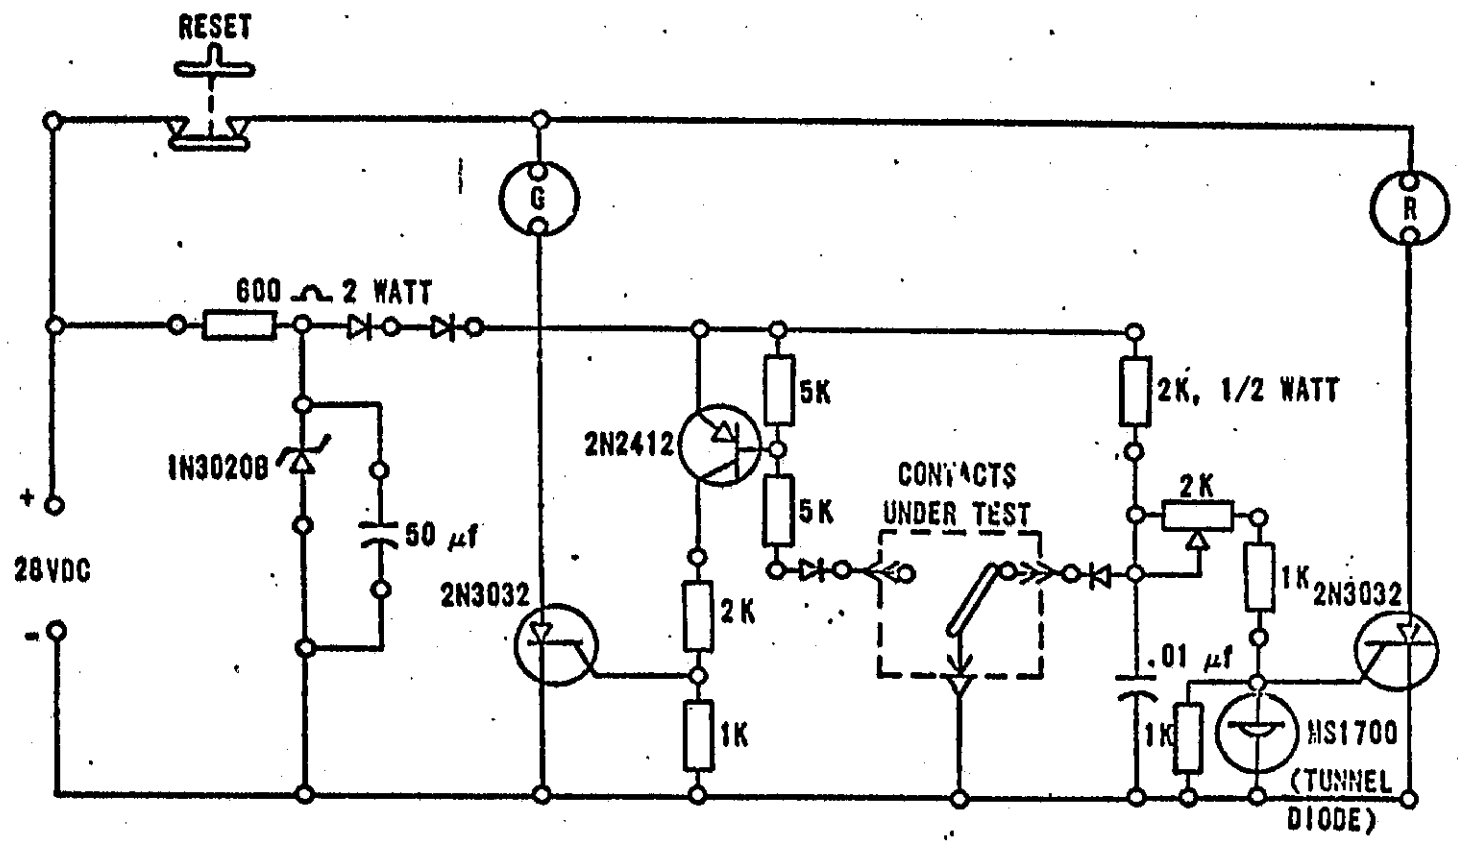 RESET
G
R
600 Ω 2 WATT
5K
2K, 1/2 WATT
2N2412
1N3020B
CONTACTS
UNDER TEST
2K
+
5K
50 µf
28VDC
2N3032
2K
1K
2N3032
-
.01 µf
1K
1K
MS1700
(TUNNEL
DIODE)